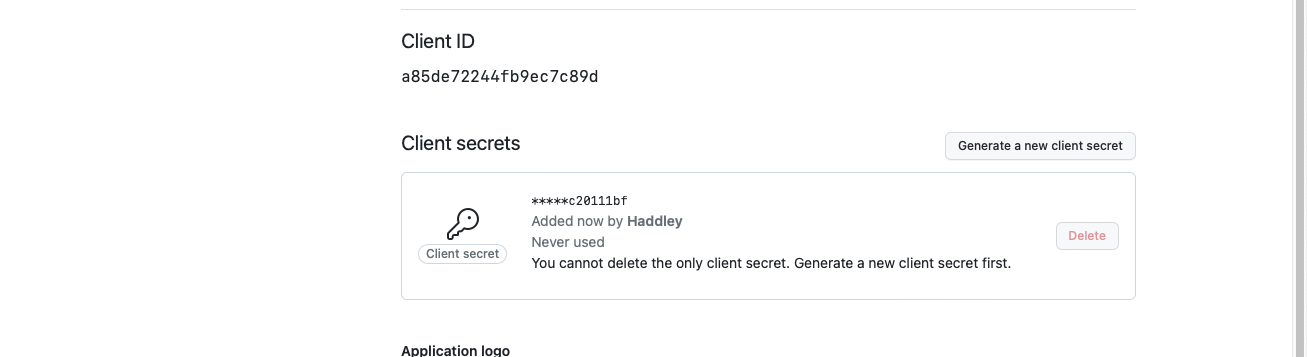 Client ID
a85de72244fb9ec7c89d
Client secrets
Generate a new client secret
*****c20111bf
Added now by Haddley
Never used
You cannot delete the only client secret. Generate a new client secret first.
Client secret
Delete
Application logo